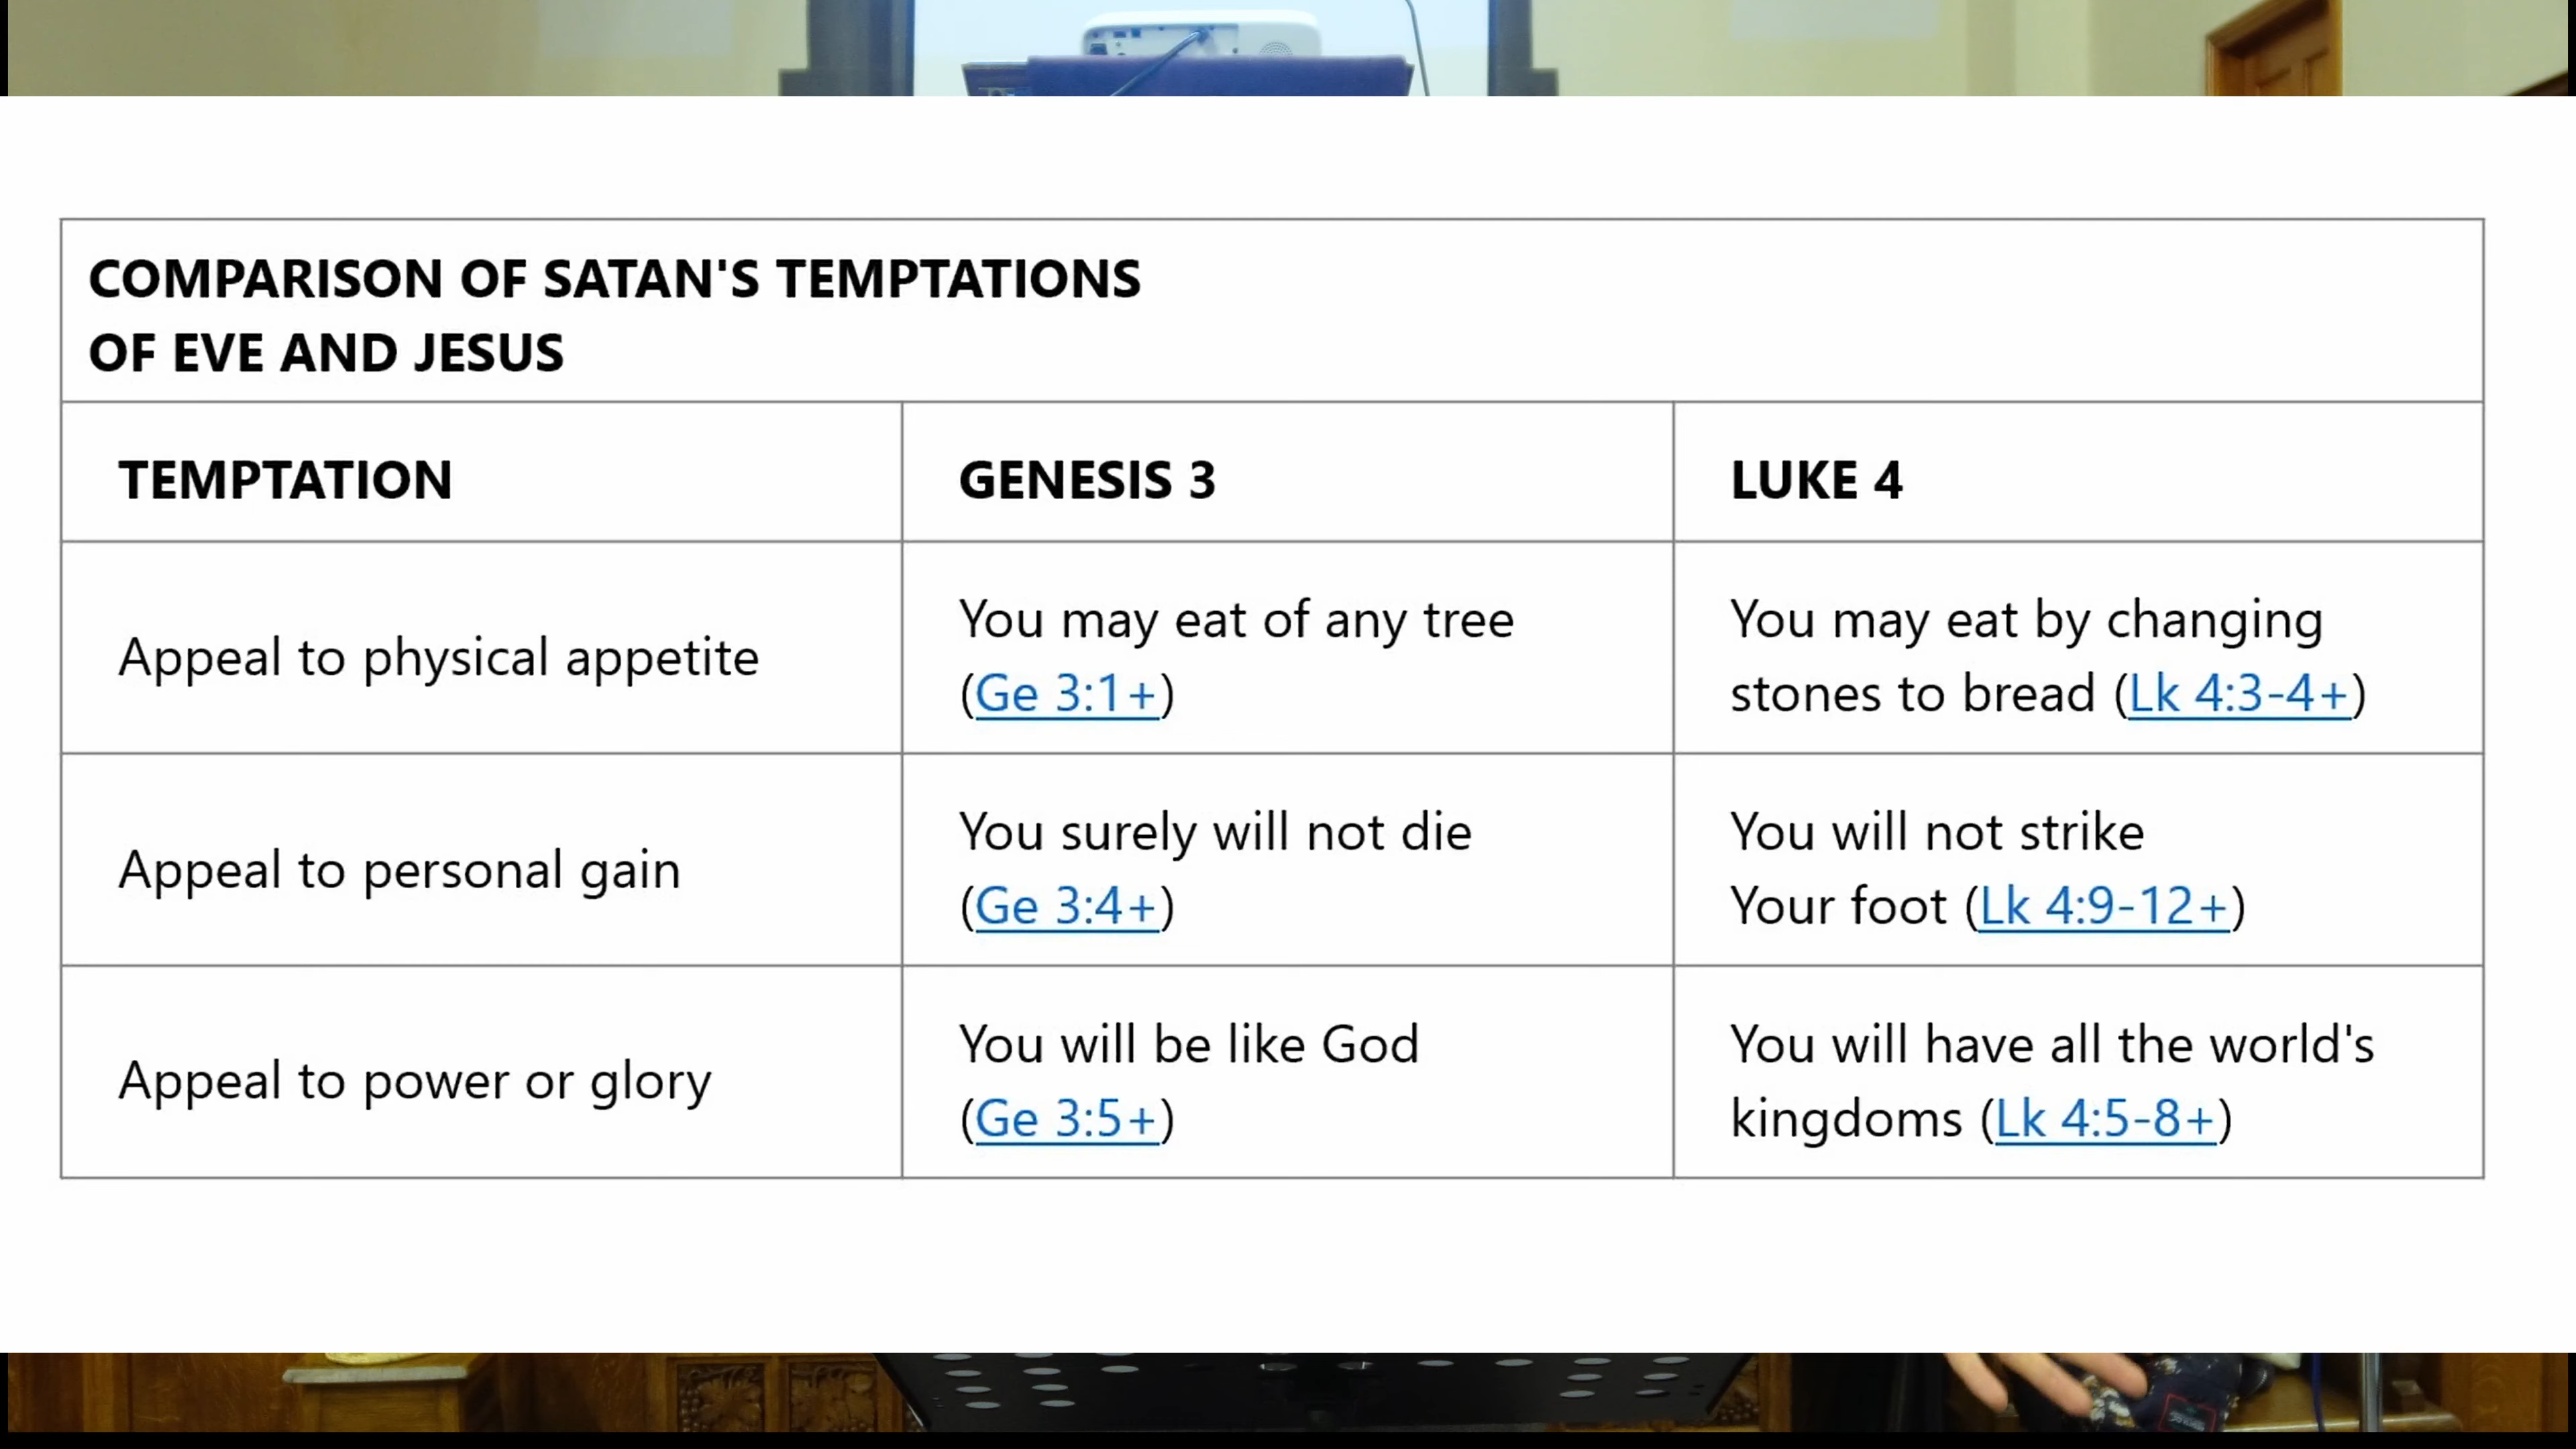 COMPARISON OF SATAN'S TEMPTATIONS
OF EVE AND JESUS
TEMPTATION
GENESIS 3
LUKE 4
Appeal to physical appetite
You may eat of any tree
(Ge 3:1+)
You may eat by changing
stones to bread (Lk 4:3-4+)
Appeal to personal gain
You surely will not die
(Ge 3:4+)
You will not strike
Your foot (Lk 4:9-12+)
Appeal to power or glory
You will be like God
(Ge 3:5+)
You will have all the world's
kingdoms (Lk 4:5-8+)